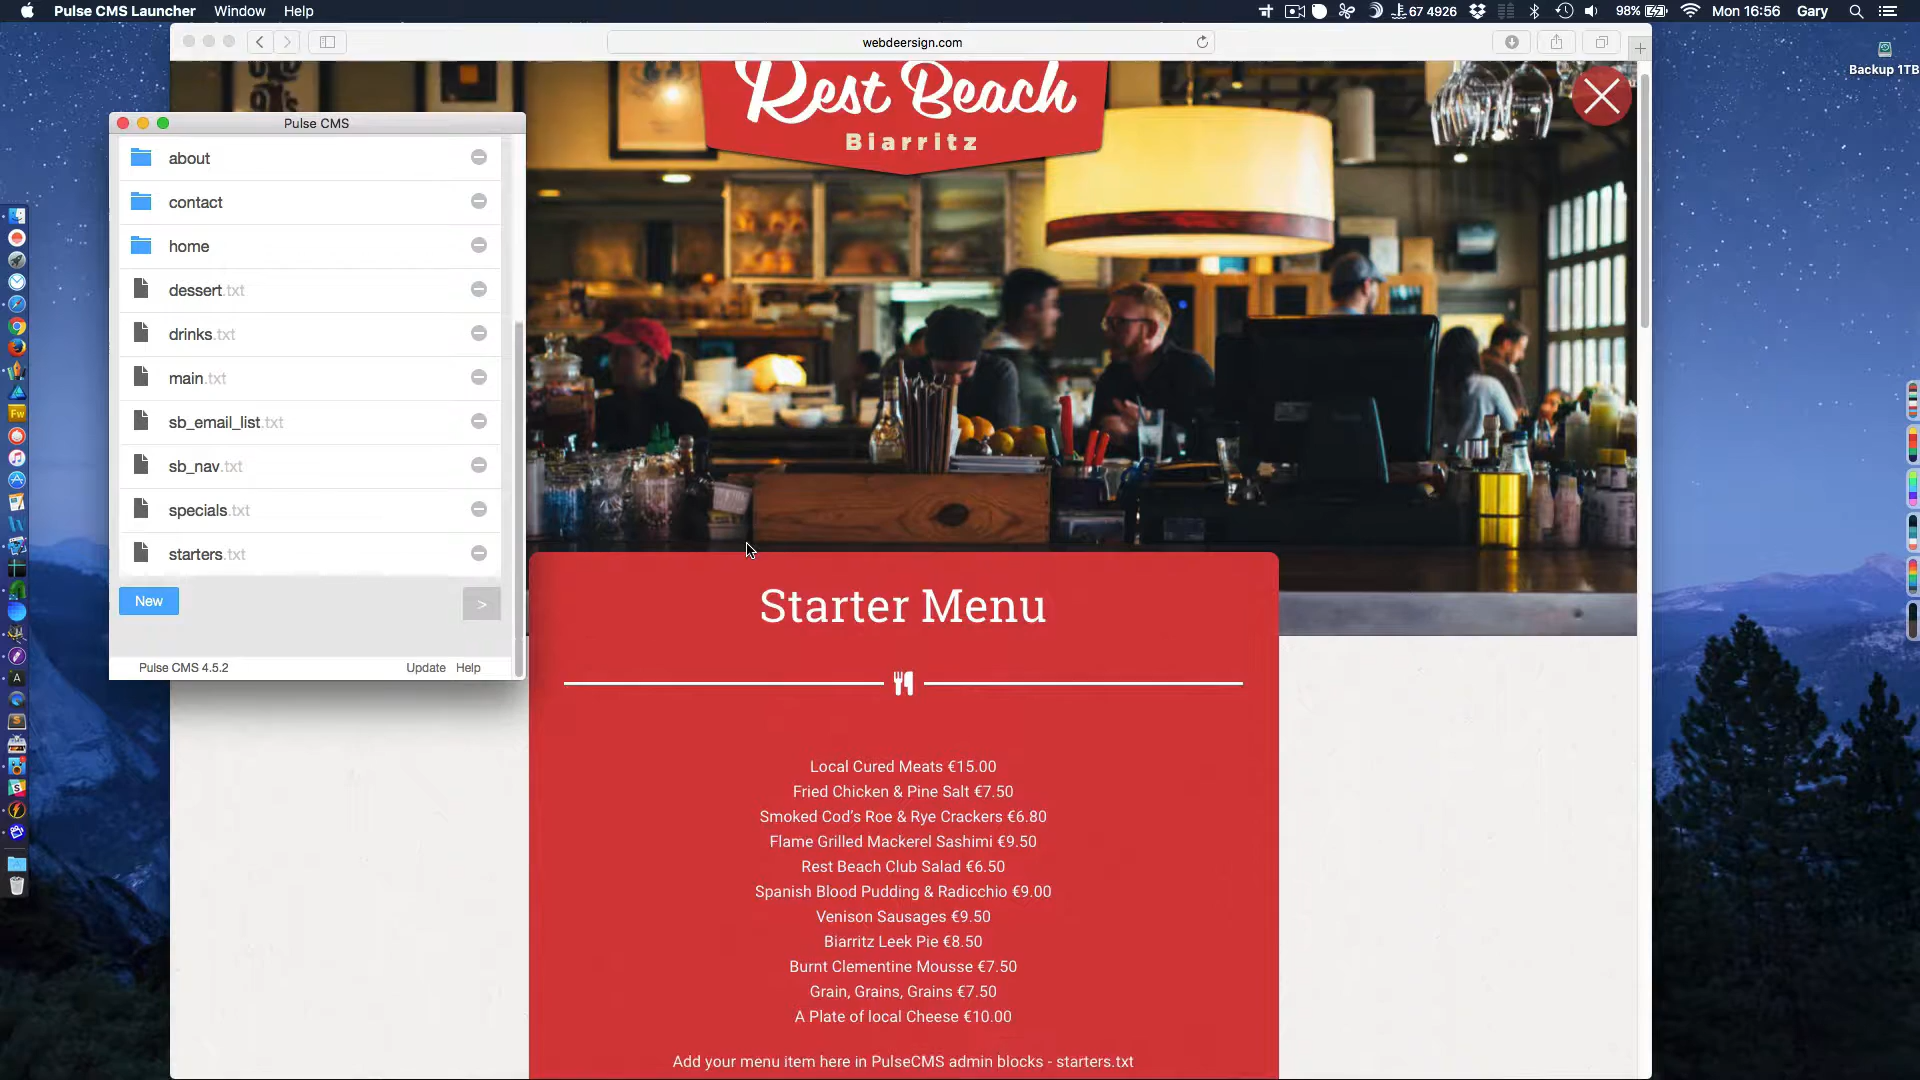 Pulse CMS Launcher Window Help
67 4926 98% Mon 16:56 Gary
webdeersign.com
Backup 1TB
Rest Beach
Biarritz
Pulse CMS
about
contact
home
dessert.txt
drinks.txt
main.txt
sb_email_list.txt
sb_nav.txt
specials.txt
starters.txt
New >
Pulse CMS 4.5.2 Update Help
Starter Menu
Local Cured Meats €15.00
Fried Chicken & Pine Salt €7.50
Smoked Cod's Roe & Rye Crackers €6.80
Flame Grilled Mackerel Sashimi €9.50
Rest Beach Club Salad €6.50
Spanish Blood Pudding & Radicchio €9.00
Venison Sausages €9.50
Biarritz Leek Pie €8.50
Burnt Clementine Mousse €7.50
Grain, Grains, Grains €7.50
A Plate of local Cheese €10.00
Add your menu item here in PulseCMS admin blocks - starters.txt
Fw